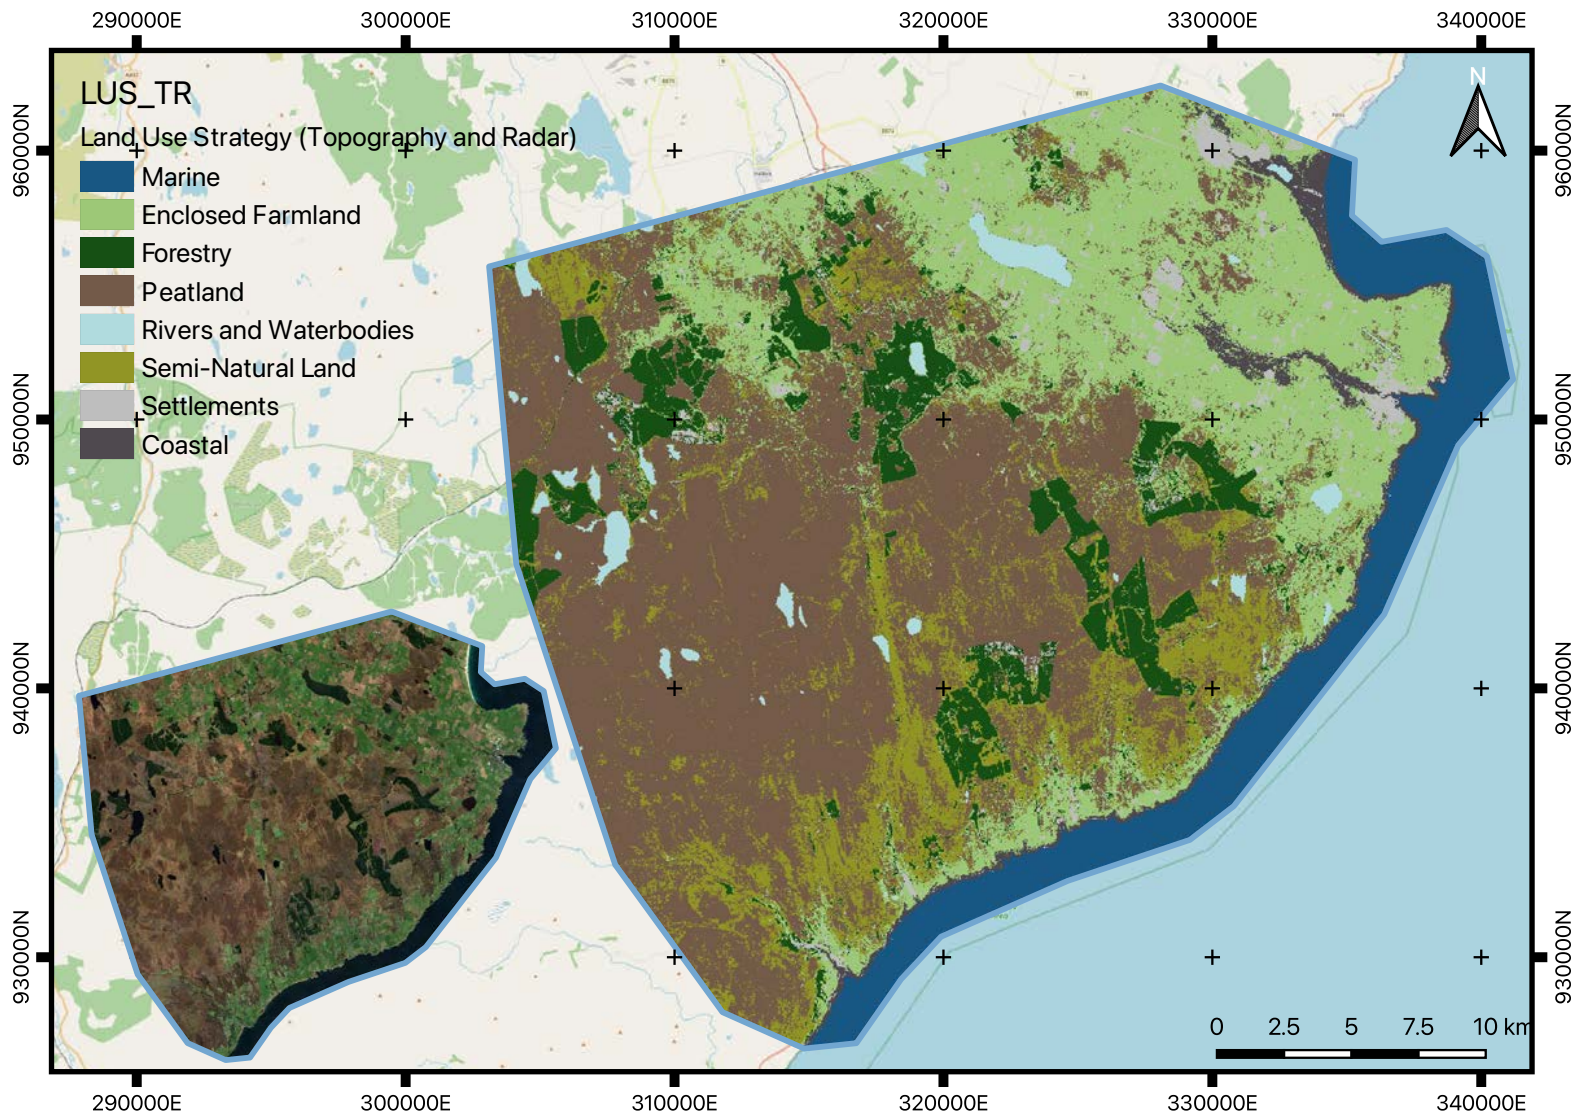 290000E 300000E 310000E 320000E 330000E 340000E
N
LUS_TR
Land Use Strategy (Topography and Radar)
Marine
Enclosed Farmland
Forestry
Peatland
Rivers and Waterbodies
Semi-Natural Land
Settlements
Coastal
960000N
950000N
940000N
930000N
960000N
950000N
940000N
930000N
0 2.5 5 7.5 10 km
290000E 300000E 310000E 320000E 330000E 340000E